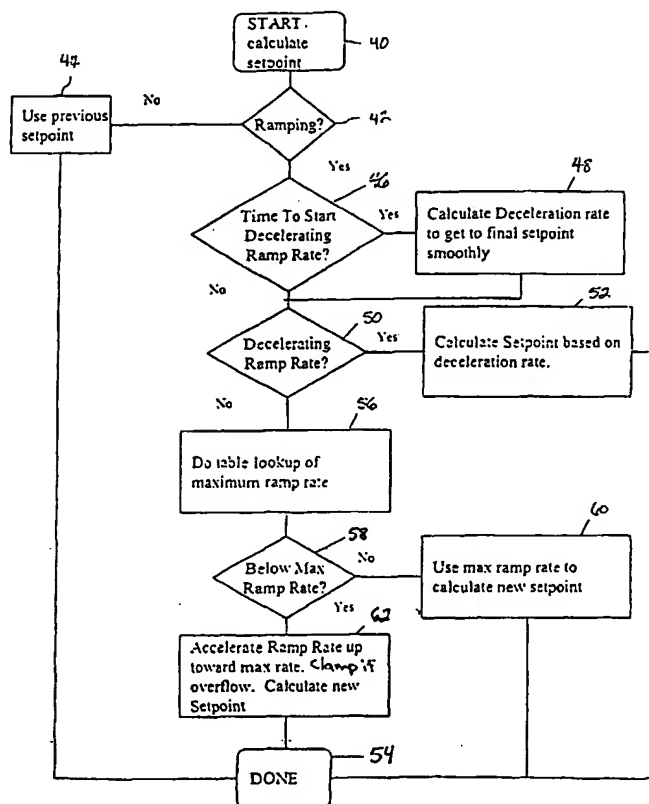 START.
calculate
setpoint
40
47
No
Use previous
setpoint
Ramping?
42
Yes
46
48
Time To Start
Decelerating
Ramp Rate?
Yes
Calculate Deceleration rate
to get to final setpoint
smoothly
No
50
52
Decelerating
Ramp Rate?
Yes
Calculate Setpoint based on
deceleration rate.
No
56
Do table lookup of
maximum ramp rate
58
60
Below Max
Ramp Rate?
No
Use max ramp rate to
calculate new setpoint
Yes
62
Accelerate Ramp Rate up
toward max rate. Clamp if
overflow. Calculate new
Setpoint
54
DONE